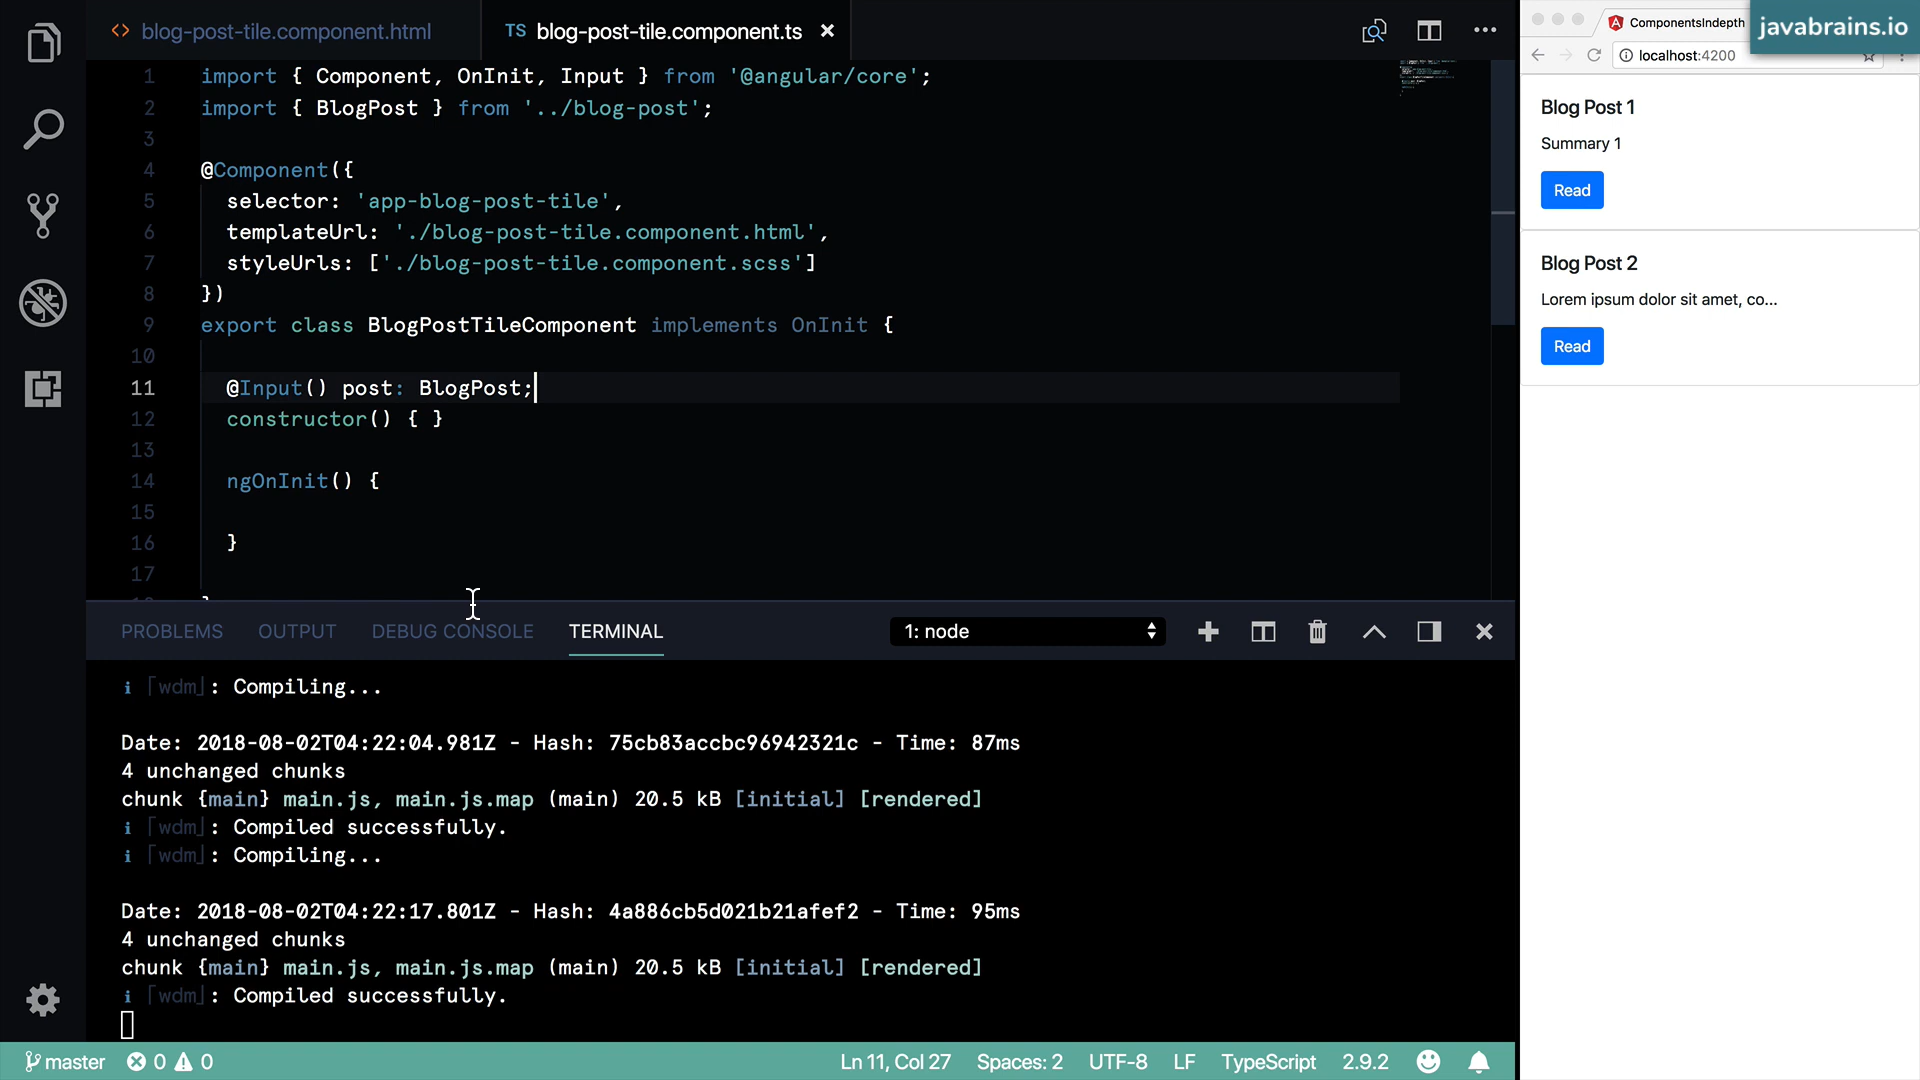 blog-post-tile.component.html
TS blog-post-tile.component.ts
1 import { Component, OnInit, Input } from '@angular/core';
2 import { BlogPost } from '../blog-post';
3
4 @Component({
5 selector: 'app-blog-post-tile',
6 templateUrl: './blog-post-tile.component.html',
7 styleUrls: ['./blog-post-tile.component.scss']
8 })
9 export class BlogPostTileComponent implements OnInit {
10
11 @Input() post: BlogPost;
12 constructor() { }
13
14 ngOnInit() {
15
16 }
17
PROBLEMS OUTPUT DEBUG CONSOLE TERMINAL 1: node
i ⌈wdm⌋: Compiling...
Date: 2018-08-02T04:22:04.981Z - Hash: 75cb83accbc96942321c - Time: 87ms
4 unchanged chunks
chunk {main} main.js, main.js.map (main) 20.5 kB [initial] [rendered]
i ⌈wdm⌋: Compiled successfully.
i ⌈wdm⌋: Compiling...
Date: 2018-08-02T04:22:17.801Z - Hash: 4a886cb5d021b21afef2 - Time: 95ms
4 unchanged chunks
chunk {main} main.js, main.js.map (main) 20.5 kB [initial] [rendered]
i ⌈wdm⌋: Compiled successfully.
master 0 0 Ln 11, Col 27 Spaces: 2 UTF-8 LF TypeScript 2.9.2
ComponentsIndepth
javabrains.io
localhost:4200
Blog Post 1
Summary 1
Read
Blog Post 2
Lorem ipsum dolor sit amet, co...
Read